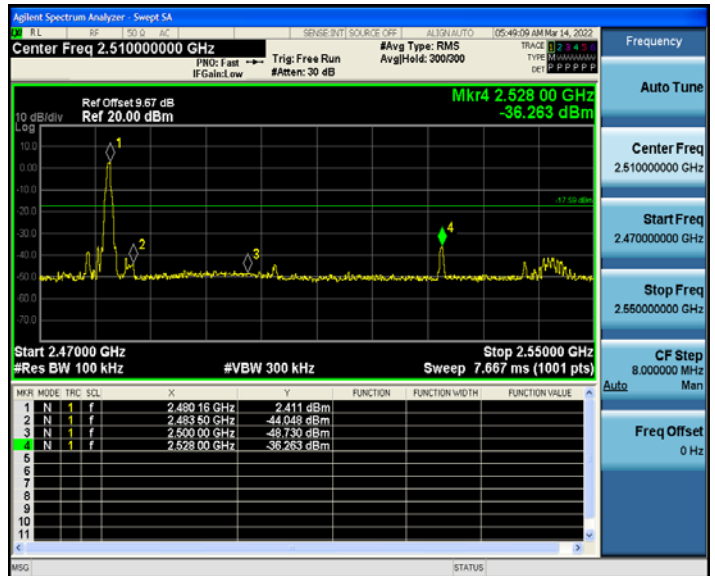 Agilent Spectrum Analyzer - Swept SA
RL RF 50 Ω AC SENSE:INT SOURCE OFF ALIGN AUTO 05:49:09 AM Mar 14, 2022
Center Freq 2.510000000 GHz
PNO: Fast Trig: Free Run
IFGain:Low #Atten: 30 dB
#Avg Type: RMS
Avg|Hold: 300/300
TRACE 1 2 3 4 5 6
TYPE M
DET P P P P P P
Mkr4 2.528 00 GHz
-36.263 dBm
Ref Offset 9.67 dB
10 dB/div Ref 20.00 dBm
Log
10.0
0.00
-10.0
-20.0
-30.0
-40.0
-50.0
-60.0
-70.0
1
2
3
4
-17.59 dBm
Start 2.47000 GHz Stop 2.55000 GHz
#Res BW 100 kHz #VBW 300 kHz Sweep 7.667 ms (1001 pts)
MKR MODE TRC SCL X Y FUNCTION FUNCTION WIDTH FUNCTION VALUE
1 N 1 f 2.480 16 GHz 2.411 dBm
2 N 1 f 2.483 50 GHz -44.048 dBm
3 N 1 f 2.500 00 GHz -48.730 dBm
4 N 1 f 2.528 00 GHz -36.263 dBm
5
6
7
8
9
10
11
MSG STATUS
Frequency
Auto Tune
Center Freq
2.510000000 GHz
Start Freq
2.470000000 GHz
Stop Freq
2.550000000 GHz
CF Step
8.000000 MHz
Auto Man
Freq Offset
0 Hz